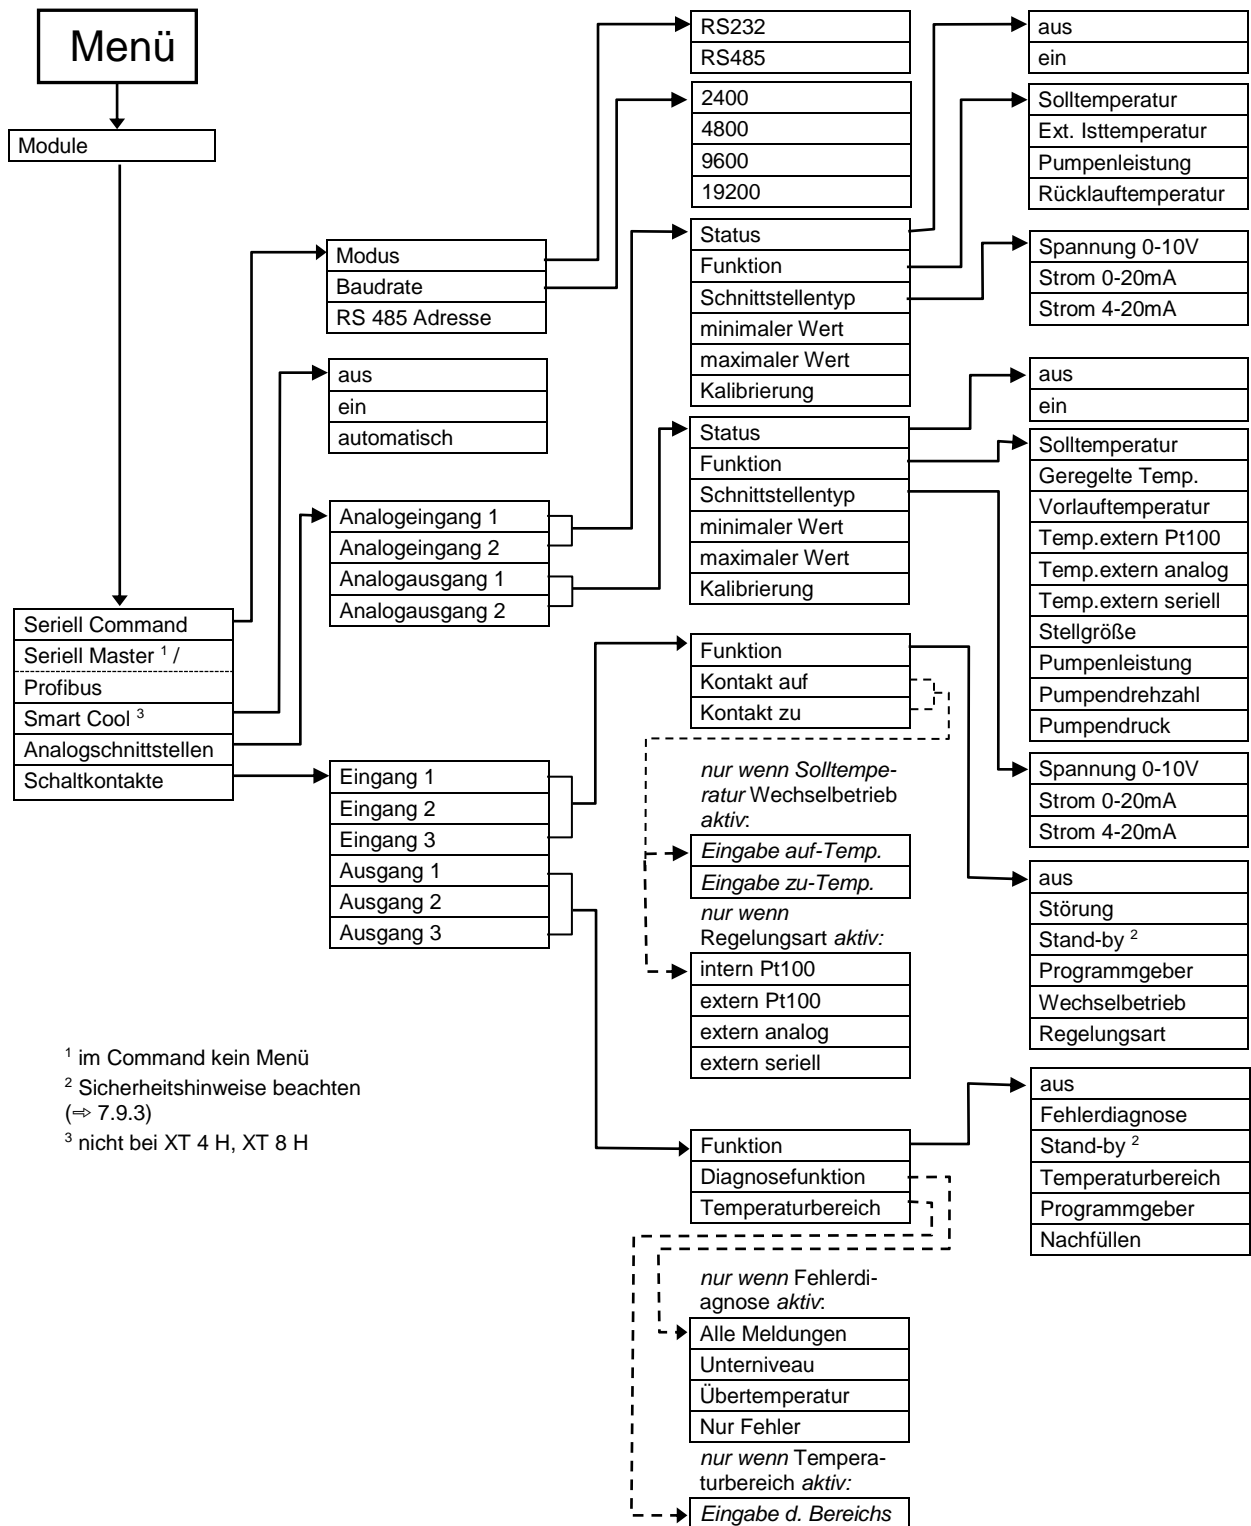 Menü
Module
Seriell Command
Seriell Master ¹ /
Profibus
Smart Cool ³
Analogschnittstellen
Schaltkontakte
Modus
Baudrate
RS 485 Adresse
aus
ein
automatisch
Analogeingang 1
Analogeingang 2
Analogausgang 1
Analogausgang 2
Eingang 1
Eingang 2
Eingang 3
Ausgang 1
Ausgang 2
Ausgang 3
RS232
RS485
2400
4800
9600
19200
Status
Funktion
Schnittstellentyp
minimaler Wert
maximaler Wert
Kalibrierung
Status
Funktion
Schnittstellentyp
minimaler Wert
maximaler Wert
Kalibrierung
Funktion
Kontakt auf
Kontakt zu
nur wenn Solltempe-
ratur Wechselbetrieb
aktiv:
Eingabe auf-Temp.
Eingabe zu-Temp.
nur wenn
Regelungsart aktiv:
intern Pt100
extern Pt100
extern analog
extern seriell
Funktion
Diagnosefunktion
Temperaturbereich
nur wenn Fehlerdi-
agnose aktiv:
Alle Meldungen
Unterniveau
Übertemperatur
Nur Fehler
nur wenn Tempera-
turbereich aktiv:
Eingabe d. Bereichs
aus
ein
Solltemperatur
Ext. Isttemperatur
Pumpenleistung
Rücklauftemperatur
Spannung 0-10V
Strom 0-20mA
Strom 4-20mA
aus
ein
Solltemperatur
Geregelte Temp.
Vorlauftemperatur
Temp.extern Pt100
Temp.extern analog
Temp.extern seriell
Stellgröße
Pumpenleistung
Pumpendrehzahl
Pumpendruck
Spannung 0-10V
Strom 0-20mA
Strom 4-20mA
aus
Störung
Stand-by ²
Programmgeber
Wechselbetrieb
Regelungsart
aus
Fehlerdiagnose
Stand-by ²
Temperaturbereich
Programmgeber
Nachfüllen
¹ im Command kein Menü
² Sicherheitshinweise beachten
(⇨ 7.9.3)
³ nicht bei XT 4 H, XT 8 H